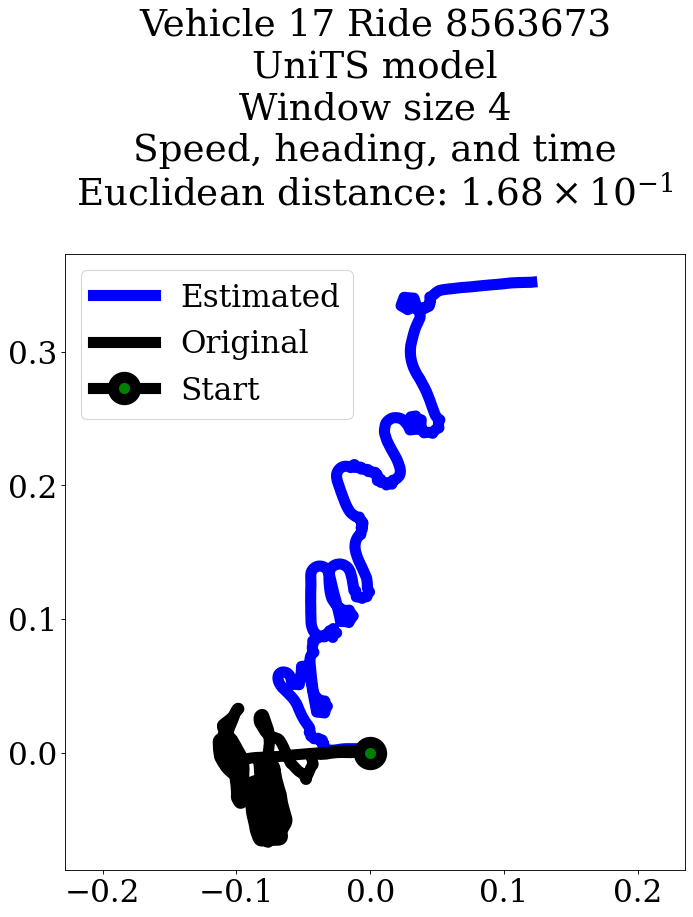 Vehicle 17 Ride 8563673
UniTS model
Window size 4
Speed, heading, and time
Euclidean distance: 1.68 × 10⁻¹
Estimated
Original
Start
0.3
0.2
0.1
0.0
−0.2 −0.1 0.0 0.1 0.2